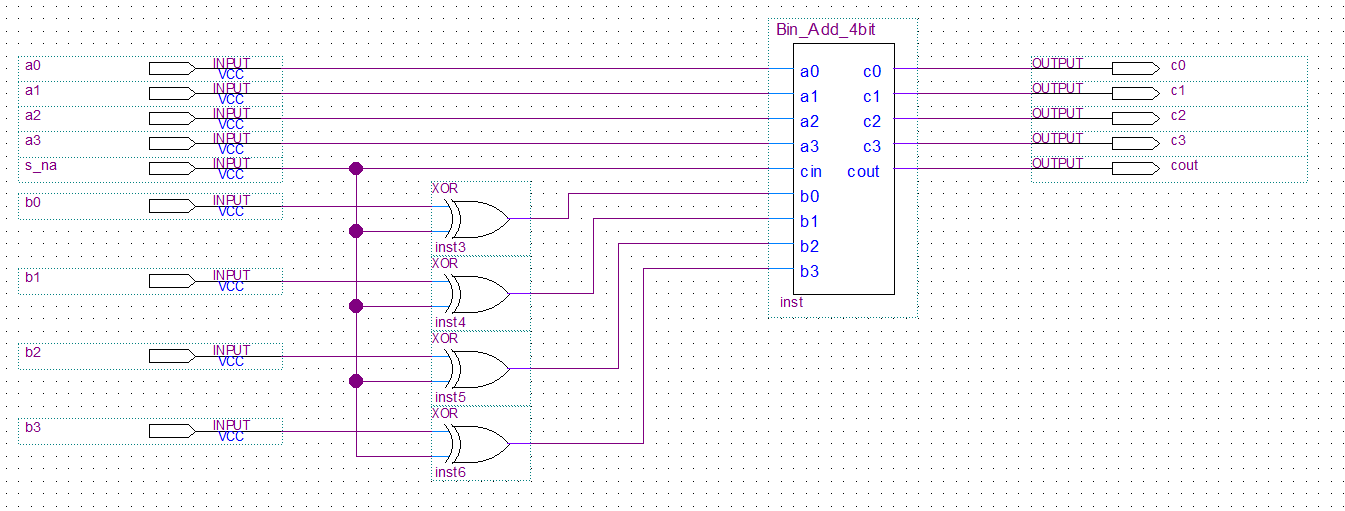 Bin_Add_4bit
a0 INPUT VCC a0 c0 OUTPUT c0
a1 INPUT VCC a1 c1 OUTPUT c1
a2 INPUT VCC a2 c2 OUTPUT c2
a3 INPUT VCC a3 c3 OUTPUT c3
s_na INPUT VCC cin cout OUTPUT cout
XOR
b0 INPUT VCC b0
b1
inst3
b2
XOR
b1 INPUT VCC b3
inst
inst4
XOR
b2 INPUT VCC
inst5
XOR
b3 INPUT VCC
inst6